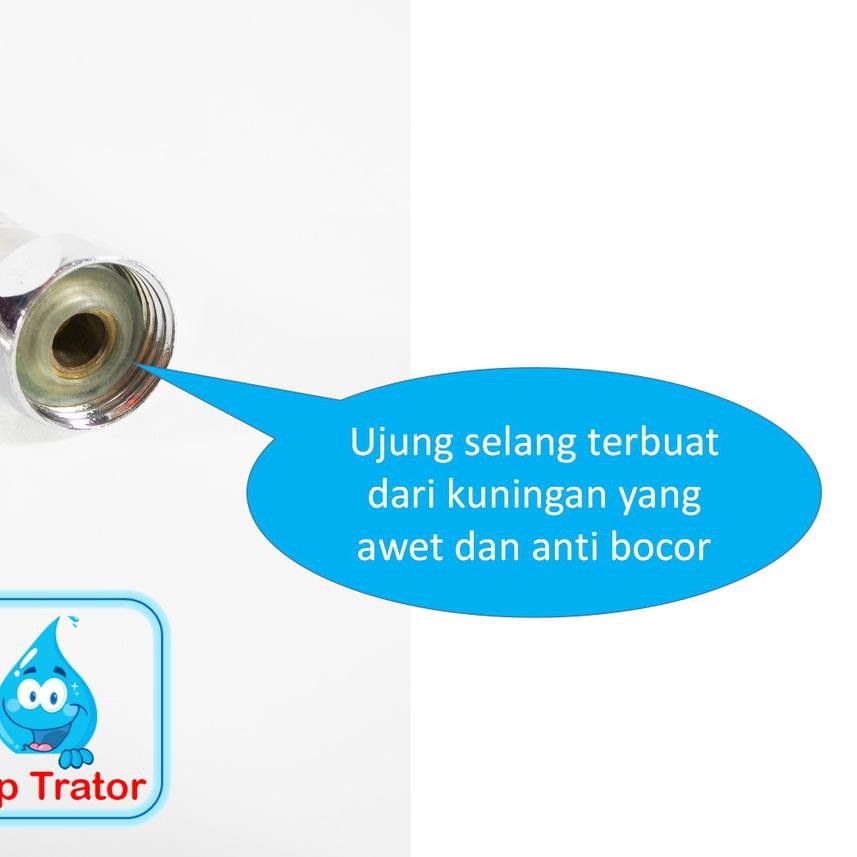 Ujung selang terbuat
dari kuningan yang
awet dan anti bocor
p Trator